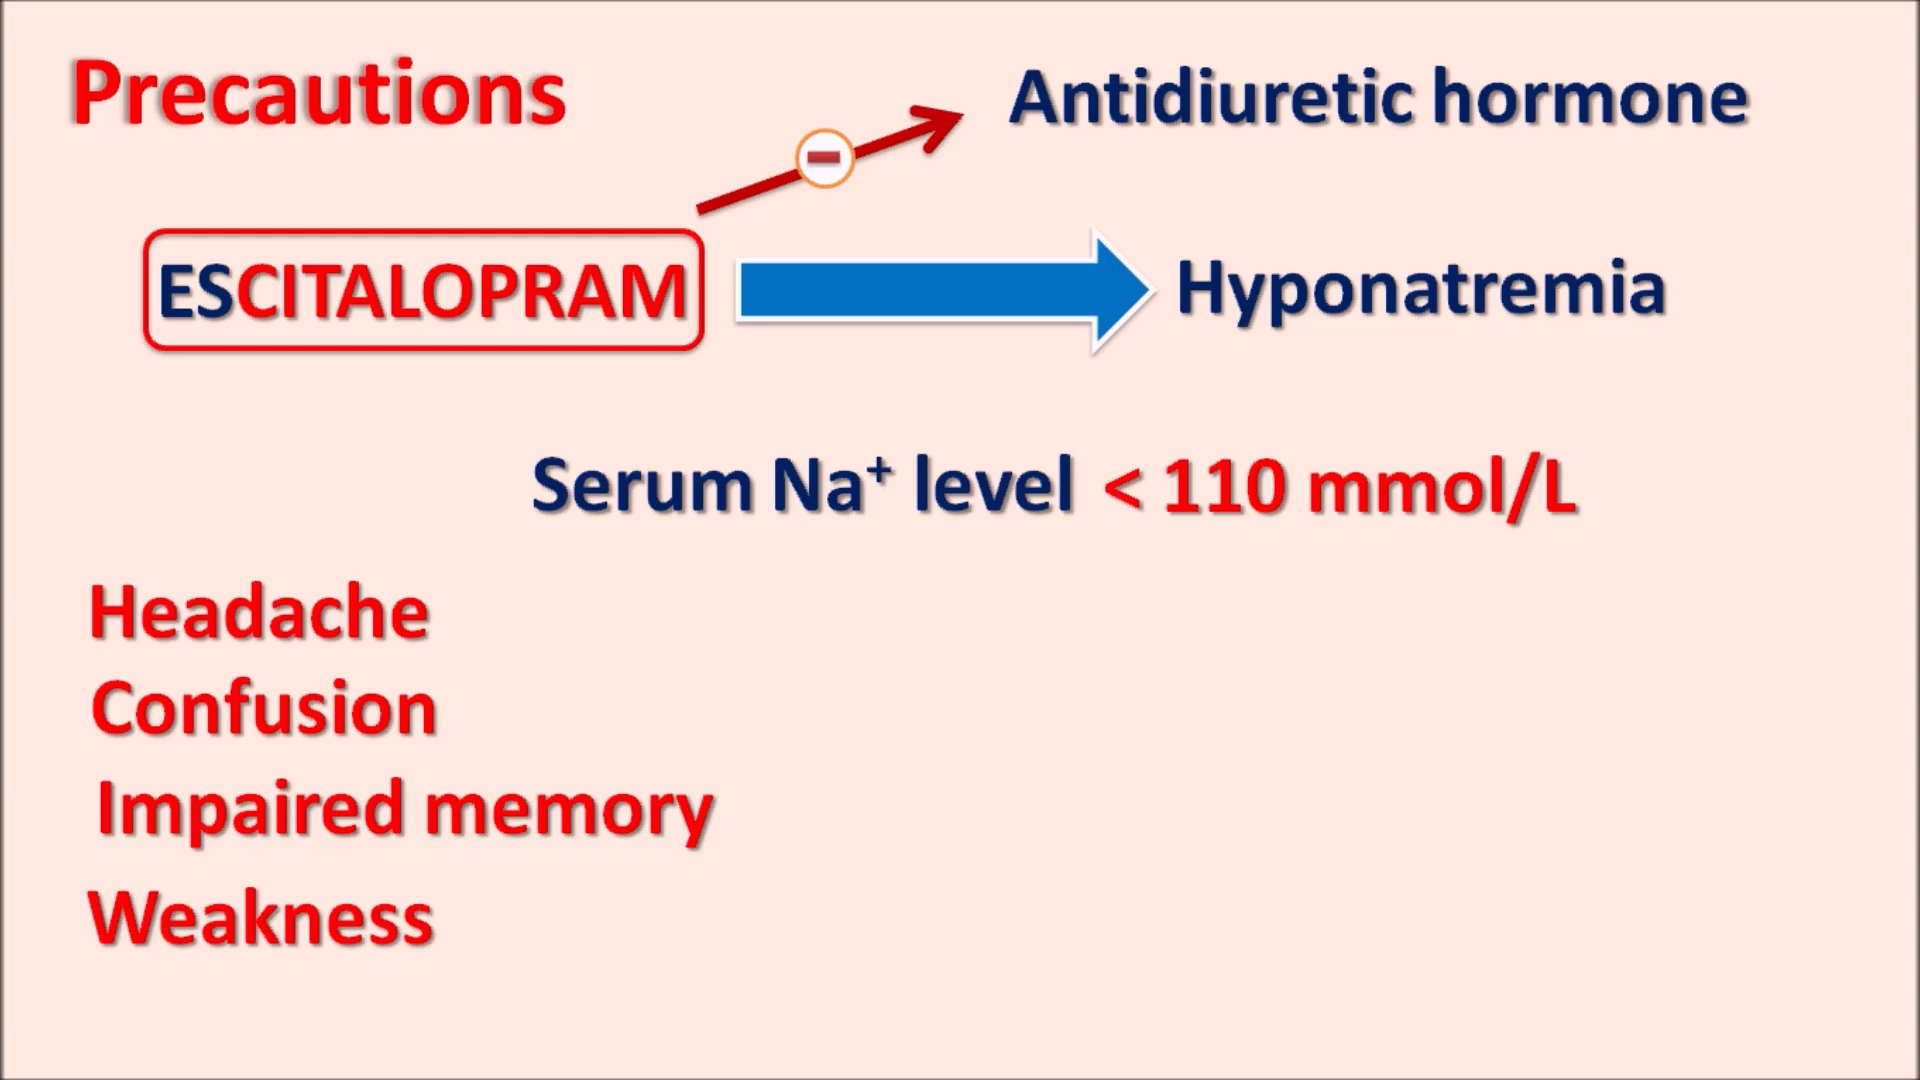 Precautions
Antidiuretic hormone
ESCITALOPRAM
Hyponatremia
Serum Na⁺ level < 110 mmol/L
Headache
Confusion
Impaired memory
Weakness